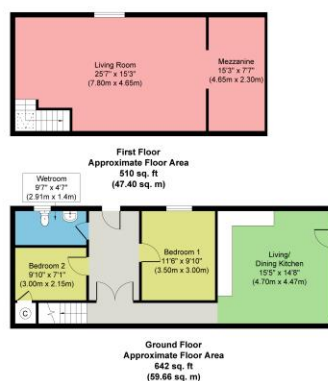 Living Room
25'7" x 15'3"
(7.80m x 4.65m)
Mezzanine
15'3" x 7'7"
(4.65m x 2.30m)
First Floor
Approximate Floor Area
510 sq. ft
(47.40 sq. m)
Wetroom
9'7" x 4'7"
(2.91m x 1.4m)
Bedroom 1
11'6" x 9'10"
(3.50m x 3.00m)
Bedroom 2
9'10" x 7'1"
(3.00m x 2.15m)
Living/
Dining Kitchen
15'5" x 14'8"
(4.70m x 4.47m)
C
Ground Floor
Approximate Floor Area
642 sq. ft
(59.66 sq. m)